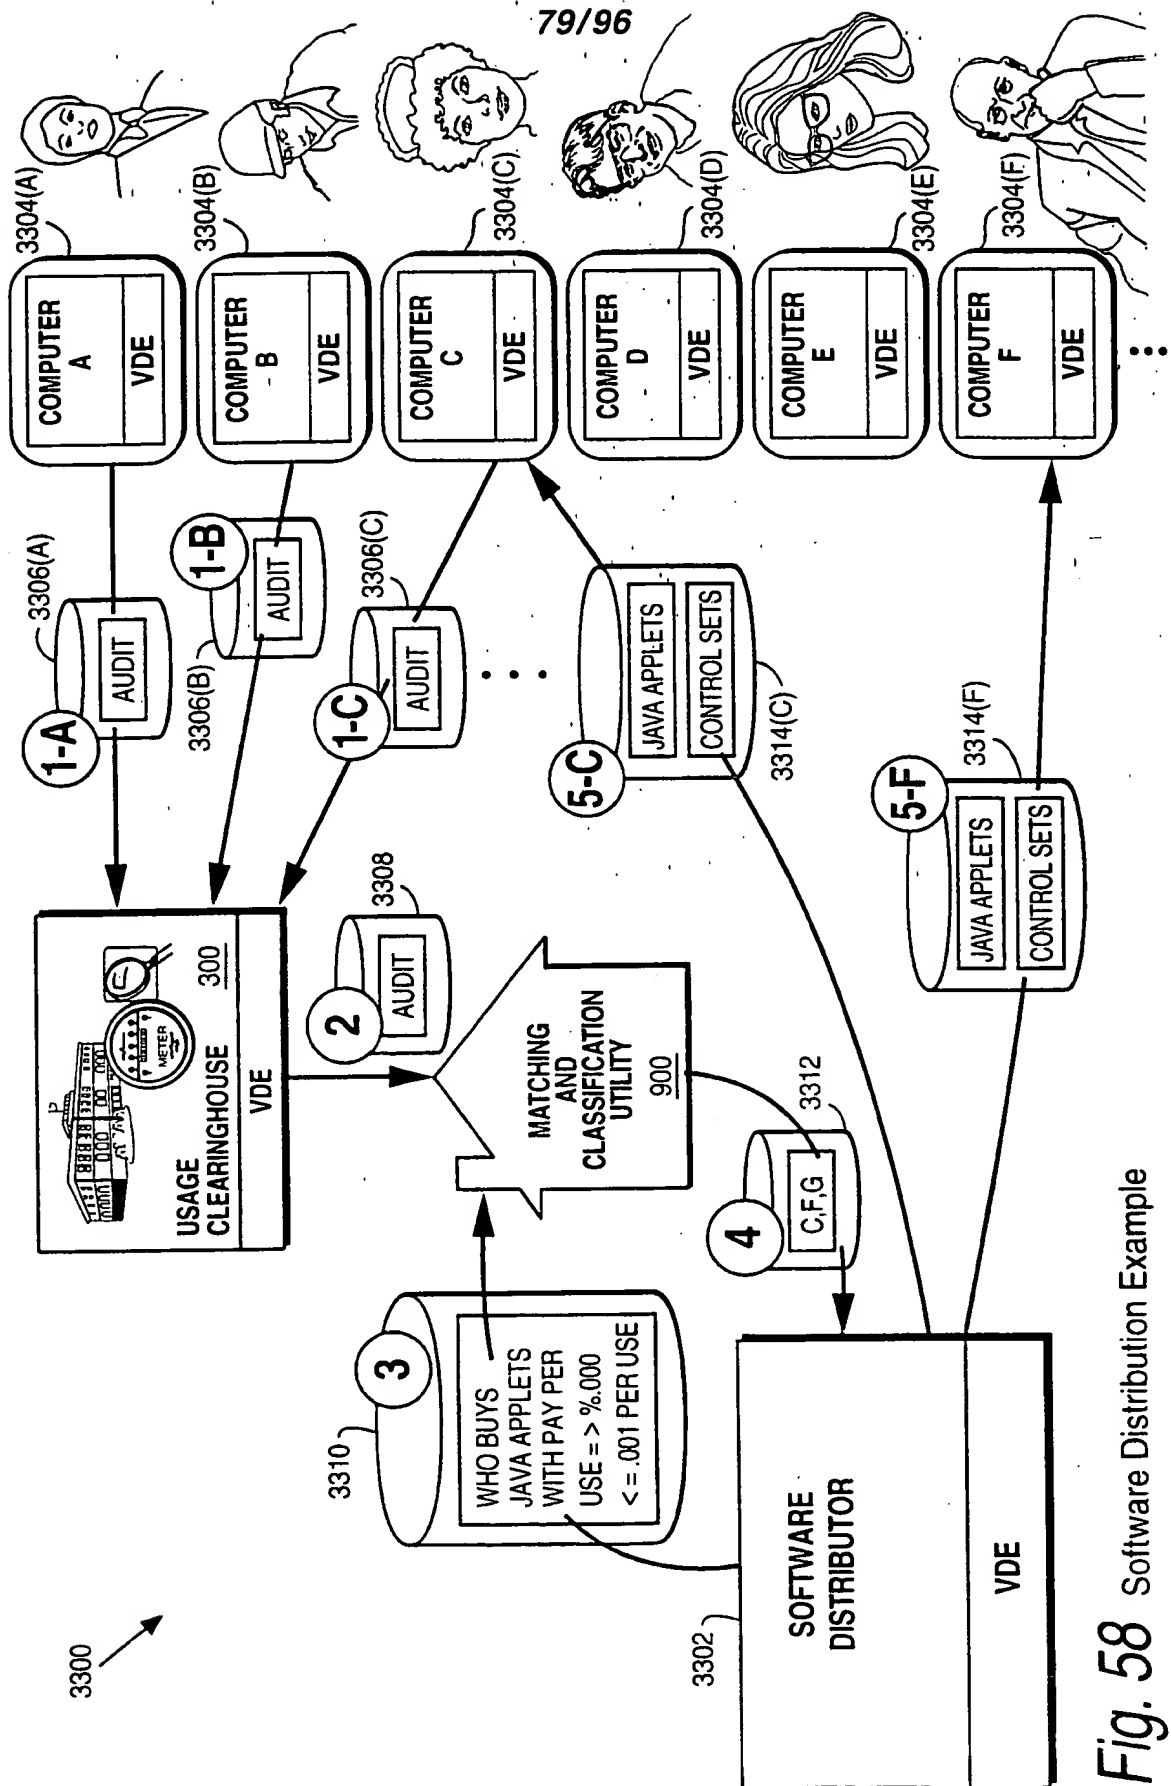 79/96
3300
3304(A)
COMPUTER
A
VDE
3304(B)
COMPUTER
B
VDE
3304(C)
COMPUTER
C
VDE
3304(D)
COMPUTER
D
VDE
3304(E)
COMPUTER
E
VDE
3304(F)
COMPUTER
F
VDE
3306(A)
1-A
AUDIT
3306(B)
1-B
AUDIT
3306(C)
1-C
AUDIT
METER
300
USAGE
CLEARINGHOUSE
VDE
2
3308
AUDIT
MATCHING
AND
CLASSIFICATION
UTILITY
900
3310
3
WHO BUYS
JAVA APPLETS
WITH PAY PER
USE = > %.000
< = .001 PER USE
4
3312
C,F,G
5-C
JAVA APPLETS
CONTROL SETS
3314(C)
5-F
JAVA APPLETS
CONTROL SETS
3314(F)
3302
SOFTWARE
DISTRIBUTOR
VDE
Fig. 58 Software Distribution Example